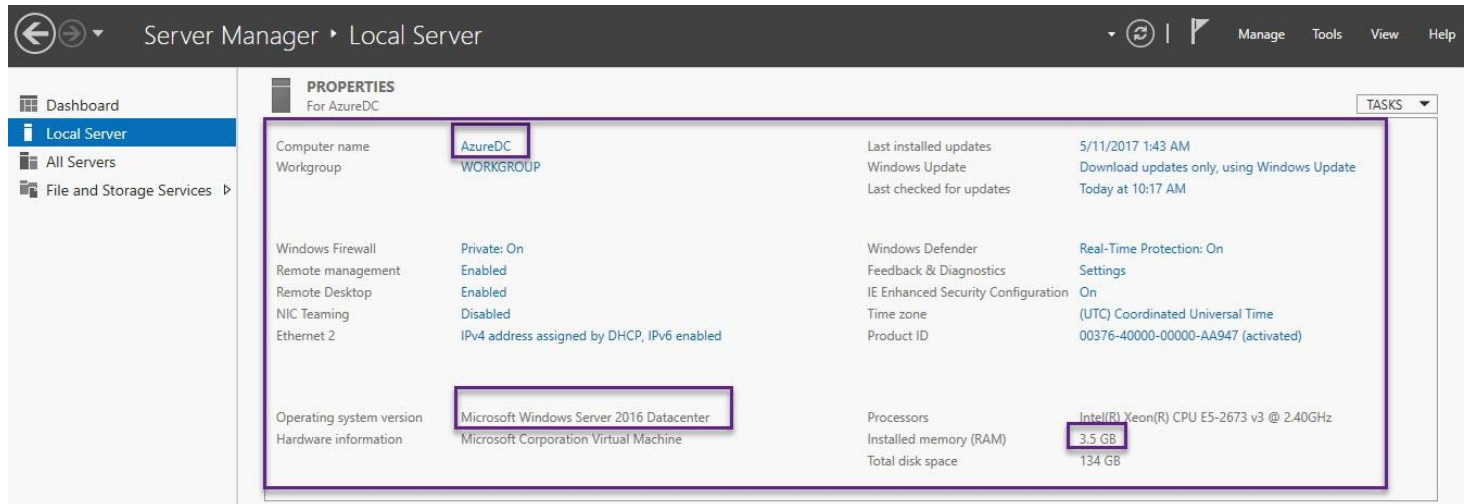 Server Manager ‣ Local Server
Manage Tools View Help
Dashboard
Local Server
All Servers
File and Storage Services
PROPERTIES
For AzureDC
TASKS
Computer name AzureDC
Workgroup WORKGROUP
Last installed updates 5/11/2017 1:43 AM
Windows Update Download updates only, using Windows Update
Last checked for updates Today at 10:17 AM
Windows Firewall Private: On
Remote management Enabled
Remote Desktop Enabled
NIC Teaming Disabled
Ethernet 2 IPv4 address assigned by DHCP, IPv6 enabled
Windows Defender Real-Time Protection: On
Feedback & Diagnostics Settings
IE Enhanced Security Configuration On
Time zone (UTC) Coordinated Universal Time
Product ID 00376-40000-00000-AA947 (activated)
Operating system version Microsoft Windows Server 2016 Datacenter
Hardware information Microsoft Corporation Virtual Machine
Processors Intel(R) Xeon(R) CPU E5-2673 v3 @ 2.40GHz
Installed memory (RAM) 3.5 GB
Total disk space 134 GB